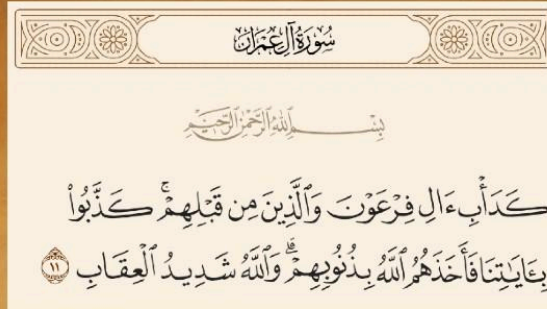 سُورَةُ آلِ عِمْرَان
بِسْمِ ٱللَّهِ ٱلرَّحْمَٰنِ ٱلرَّحِيمِ
كَدَأْبِ ءَالِ فِرْعَوْنَ وَٱلَّذِينَ مِن قَبْلِهِمْ ۚ كَذَّبُوا۟
بِـَٔايَٰتِنَا فَأَخَذَهُمُ ٱللَّهُ بِذُنُوبِهِمْ ۗ وَٱللَّهُ شَدِيدُ ٱلْعِقَابِ ١١